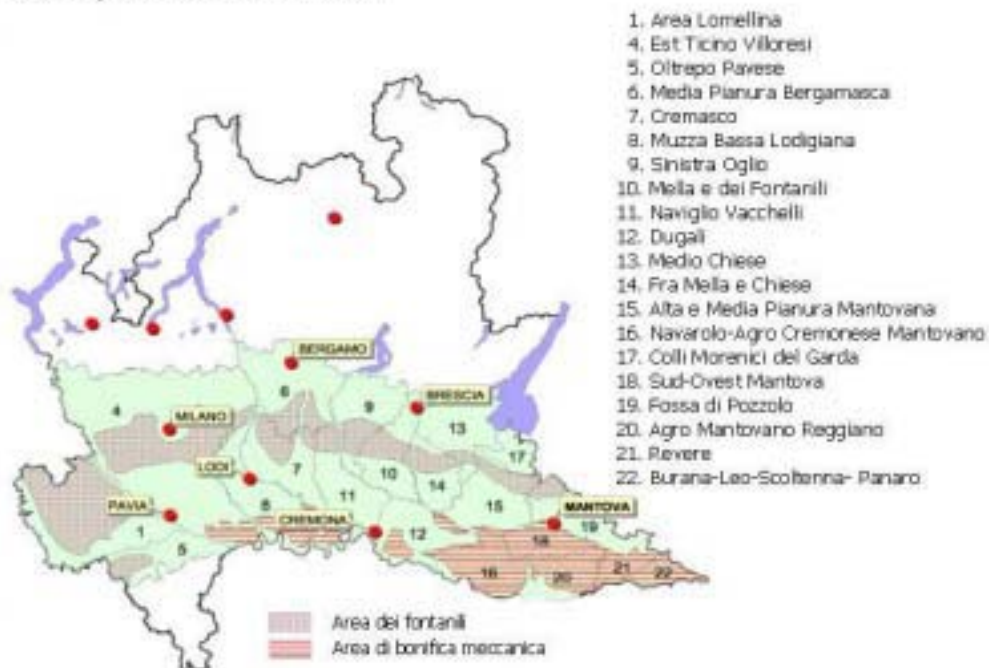 1. Area Lomellina
4. Est Ticino Villoresi
5. Oltrepo Pavese
6. Media Pianura Bergamasca
7. Cremasco
8. Muzza Bassa Lodigiana
9. Sinistra Oglio
10. Mella e dei Fontanili
11. Naviglio Vacchelli
12. Dugali
13. Medio Chiese
14. Fra Mella e Chiese
15. Alta e Media Pianura Mantovana
16. Navarolo-Agro Cremonese Mantovano
17. Colli Morenici del Garda
18. Sud-Ovest Mantova
19. Fossa di Pozzolo
20. Agro Mantovano Reggiano
21. Revere
22. Burana-Leo-Scoltenna- Panaro
BERGAMO
6
BRESCIA
4
MILANO
9
13
17
LODI
7
10
14
PAVIA
8
11
15
MANTOVA
CREMONA
19
1
12
18
5
16
20
21
22
Area dei fontanili
Area di bonifica meccanica